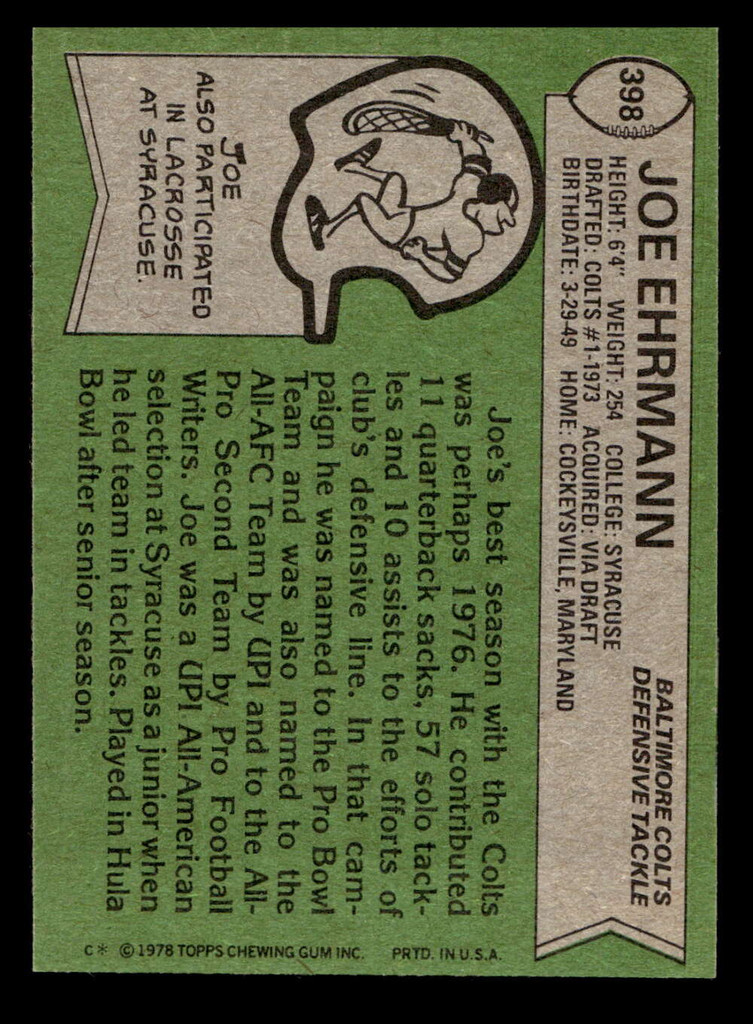 398
JOE EHRMANN
BALTIMORE COLTS
DEFENSIVE TACKLE
HEIGHT: 6'4" WEIGHT: 254 COLLEGE: SYRACUSE
DRAFTED: COLTS #1-1973 ACQUIRED: VIA DRAFT
BIRTHDATE: 3-29-49 HOME: COCKEYSVILLE, MARYLAND
JOE
ALSO PARTICIPATED
IN LACROSSE
AT SYRACUSE.
Joe's best season with the Colts
was perhaps 1976. He contributed
11 quarterback sacks, 57 solo tack-
les and 10 assists to the efforts of
club's defensive line. In that cam-
paign he was named to the Pro Bowl
Team and was also named to the
All-AFC Team by UPI and to the All-
Pro Second Team by Pro Football
Writers. Joe was a UPI All-American
selection at Syracuse as a junior when
he led team in tackles. Played in Hula
Bowl after senior season.
C* © 1978 TOPPS CHEWING GUM INC. PRTD. IN U.S.A.